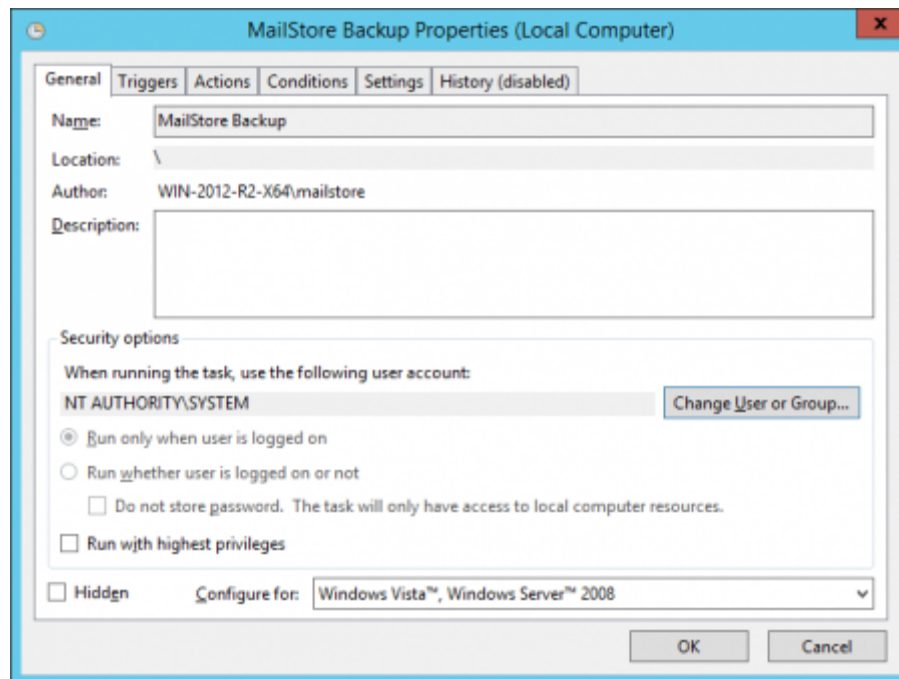 MailStore Backup Properties (Local Computer)
x
General Triggers Actions Conditions Settings History (disabled)
Name: MailStore Backup
Location: \
Author: WIN-2012-R2-X64\mailstore
Description:
Security options
When running the task, use the following user account:
NT AUTHORITY\SYSTEM Change User or Group...
Run only when user is logged on
Run whether user is logged on or not
Do not store password. The task will only have access to local computer resources.
Run with highest privileges
Hidden Configure for: Windows Vista™, Windows Server™ 2008
OK Cancel